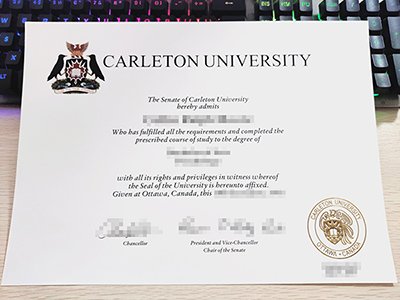 CARLETON UNIVERSITY
The Senate of Carleton University
hereby admits
Who has fulfilled all the requirements and completed the
prescribed course of study to the degree of
with all its rights and privileges in witness whereof
the Seal of the University is hereunto affixed.
Given at Ottawa, Canada, this
Chancellor
President and Vice-Chancellor
Chair of the Senate
CARLETON UNIVERSITY
OTTAWA • CANADA